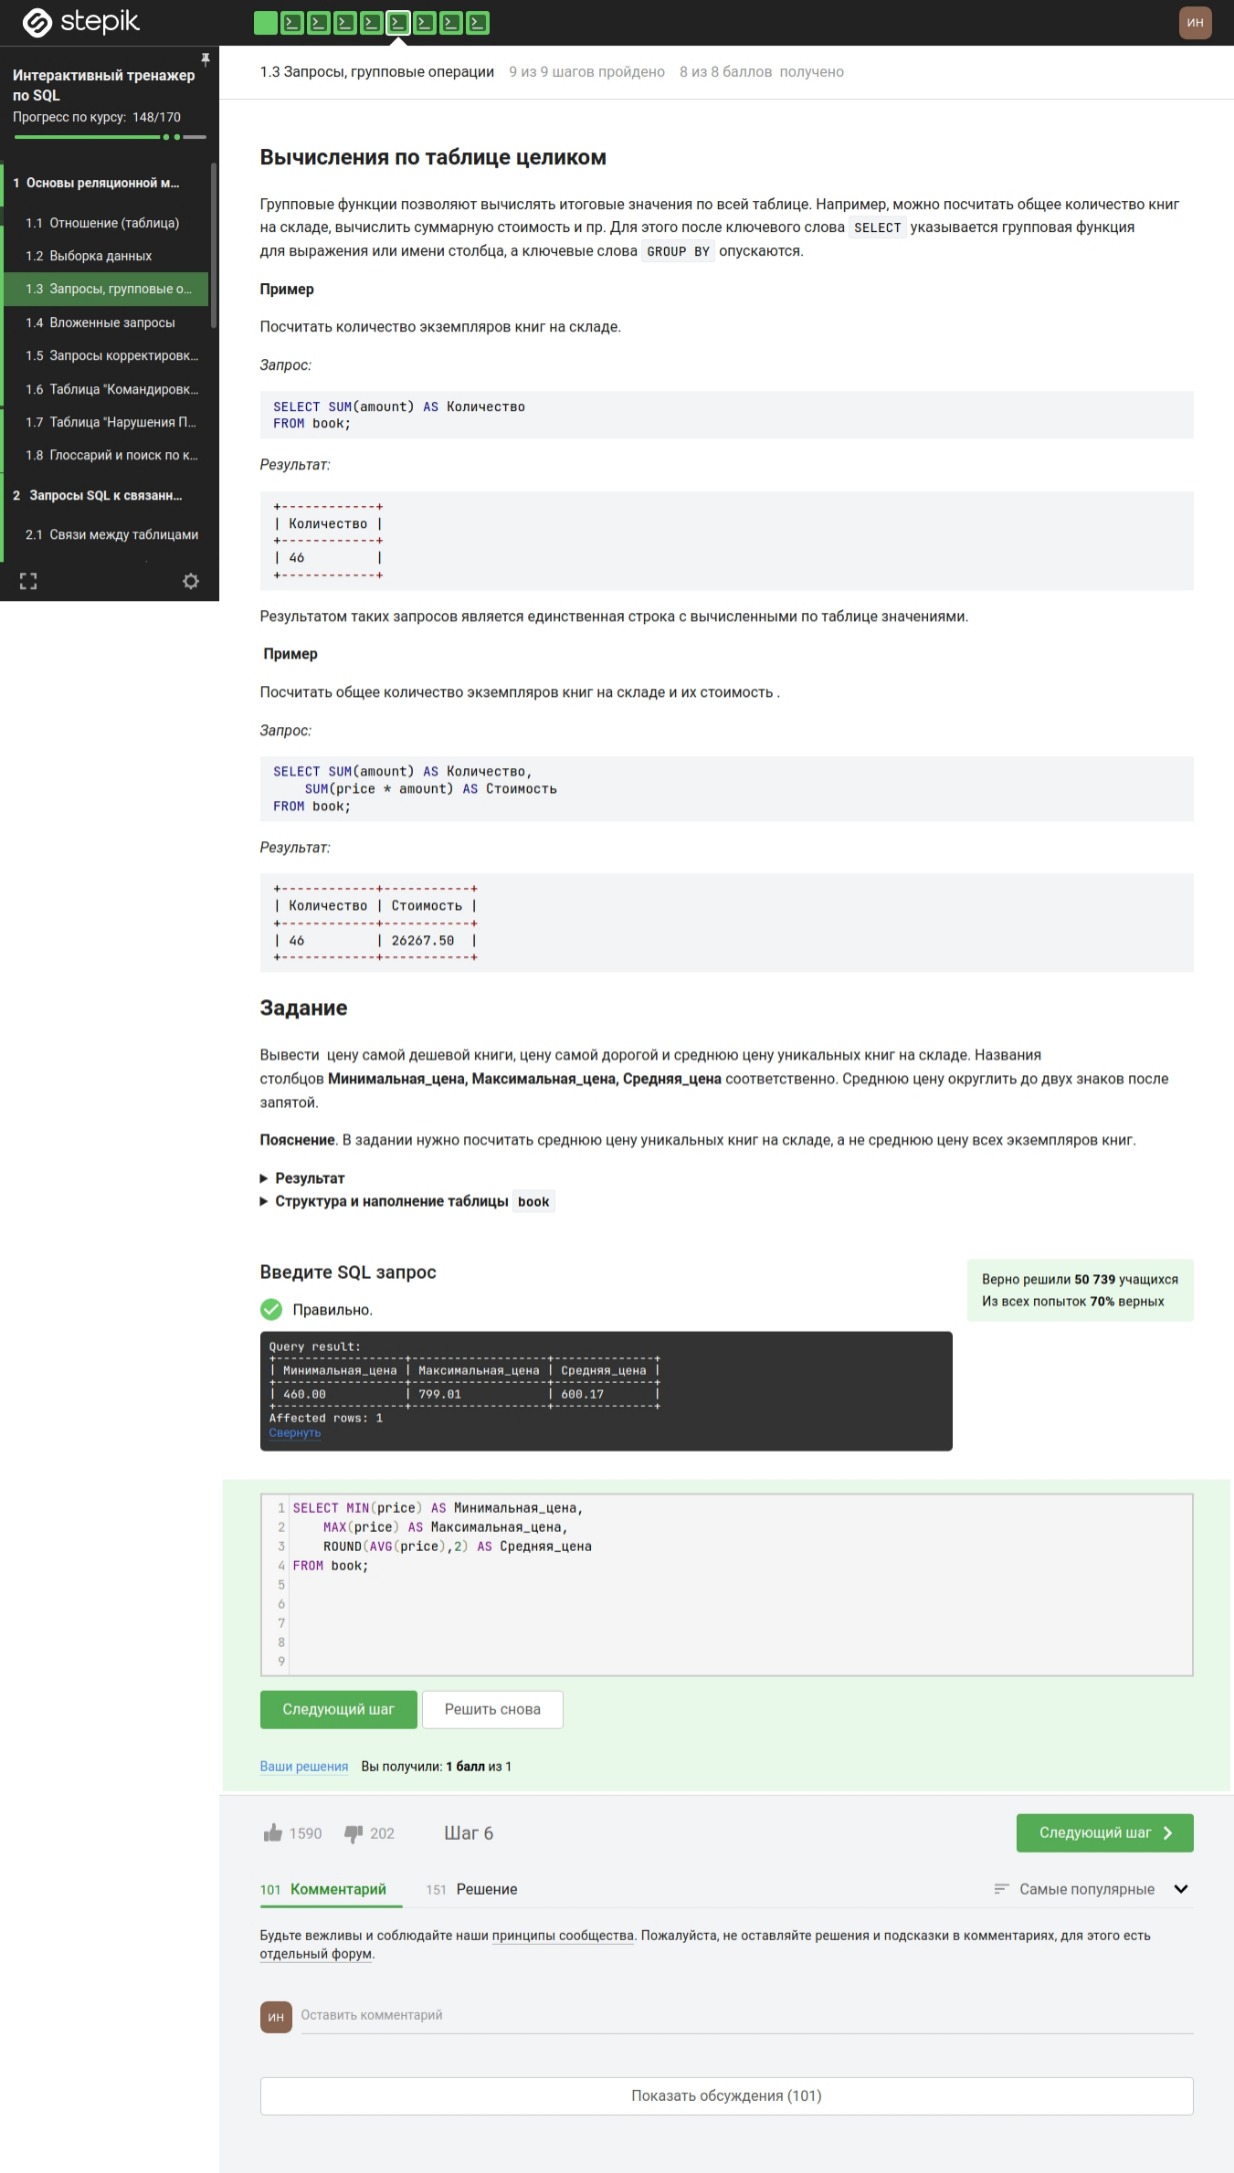 stepik
ИН
Интерактивный тренажер
по SQL
Прогресс по курсу: 148/170
1 Основы реляционной м...
1.1 Отношение (таблица)
1.2 Выборка данных
1.3 Запросы, групповые о...
1.4 Вложенные запросы
1.5 Запросы корректировк...
1.6 Таблица "Командировк...
1.7 Таблица "Нарушения П...
1.8 Глоссарий и поиск по к...
2 Запросы SQL к связанн...
2.1 Связи между таблицами
1.3 Запросы, групповые операции 9 из 9 шагов пройдено 8 из 8 баллов получено
Вычисления по таблице целиком
Групповые функции позволяют вычислять итоговые значения по всей таблице. Например, можно посчитать общее количество книг
на складе, вычислить суммарную стоимость и пр. Для этого после ключевого слова SELECT указывается групповая функция
для выражения или имени столбца, а ключевые слова GROUP BY опускаются.
Пример
Посчитать количество экземпляров книг на складе.
Запрос:
SELECT SUM(amount) AS Количество
FROM book;
Результат:
+------------+
| Количество |
+------------+
| 46         |
+------------+
Результатом таких запросов является единственная строка с вычисленными по таблице значениями.
Пример
Посчитать общее количество экземпляров книг на складе и их стоимость .
Запрос:
SELECT SUM(amount) AS Количество,
    SUM(price * amount) AS Стоимость
FROM book;
Результат:
+------------+-----------+
| Количество | Стоимость |
+------------+-----------+
| 46         | 26267.50  |
+------------+-----------+
Задание
Вывести цену самой дешевой книги, цену самой дорогой и среднюю цену уникальных книг на складе. Названия
столбцов Минимальная_цена, Максимальная_цена, Средняя_цена соответственно. Среднюю цену округлить до двух знаков после
запятой.
Пояснение. В задании нужно посчитать среднюю цену уникальных книг на складе, а не среднюю цену всех экземпляров книг.
Результат
Структура и наполнение таблицы book
Введите SQL запрос
Правильно.
Верно решили 50 739 учащихся
Из всех попыток 70% верных
Query result:
+------------------+-------------------+--------------+
| Минимальная_цена | Максимальная_цена | Средняя_цена |
+------------------+-------------------+--------------+
| 460.00           | 799.01            | 600.17       |
+------------------+-------------------+--------------+
Affected rows: 1
Свернуть
1 SELECT MIN(price) AS Минимальная_цена,
2     MAX(price) AS Максимальная_цена,
3     ROUND(AVG(price),2) AS Средняя_цена
4 FROM book;
5
6
7
8
9
Следующий шаг Решить снова
Ваши решения Вы получили: 1 балл из 1
1590 202 Шаг 6 Следующий шаг
101 Комментарий 151 Решение Самые популярные
Будьте вежливы и соблюдайте наши принципы сообщества. Пожалуйста, не оставляйте решения и подсказки в комментариях, для этого есть
отдельный форум.
ИН Оставить комментарий
Показать обсуждения (101)